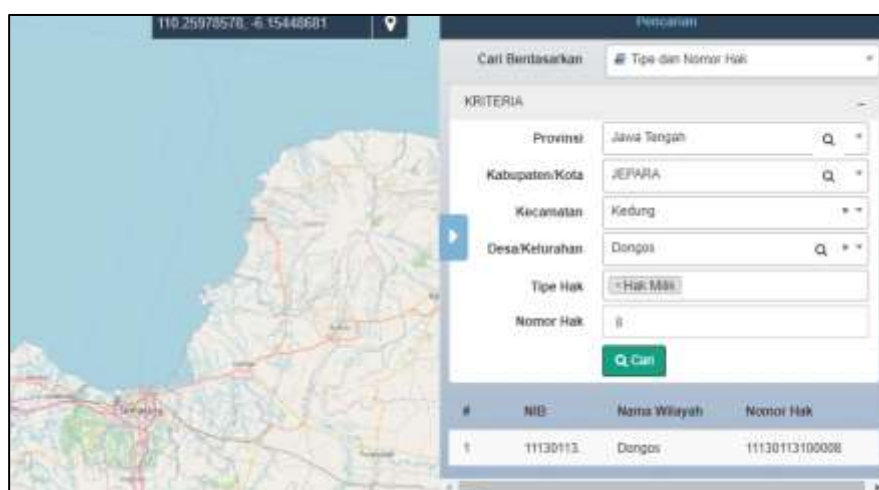 110.25978578, -6.15448681
Pencarian
Cari Berdasarkan
Tipe dan Nomor Hak
KRITERIA
Provinsi
Jawa Tengah
Kabupaten/Kota
JEPARA
Kecamatan
Kedung
Desa/Kelurahan
Dongos
Tipe Hak
× Hak Milik
Nomor Hak
8
Cari
# NIB Nama Wilayah Nomor Hak
1 11130113. Dongos 11130113100008
Semarang